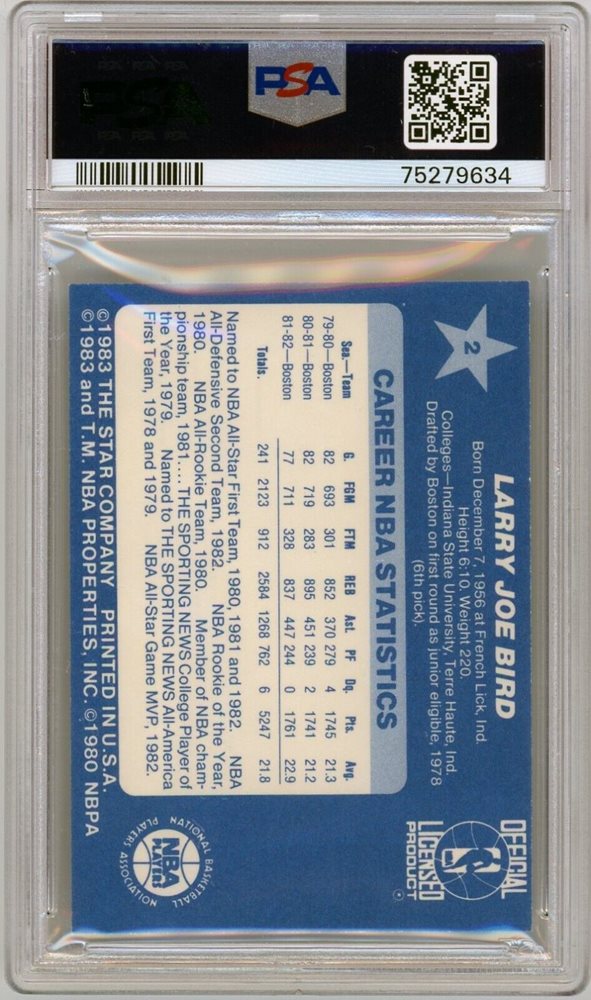 PSA
75279634
2
LARRY JOE BIRD
Born December 7, 1956 at French Lick, Ind.
Height 6:10. Weight 220.
Colleges—Indiana State University, Terre Haute, Ind.
Drafted by Boston on first round as junior eligible, 1978
(6th pick).
OFFICIAL
LICENSED
PRODUCT
CAREER NBA STATISTICS
Sea.—Team G. FGM FTM REB Ast. PF Dq. Pts. Avg.
79-80—Boston 82 693 301 852 370 279 4 1745 21.3
80-81—Boston 82 719 283 895 451 239 2 1741 21.2
81-82—Boston 77 711 328 837 447 244 0 1761 22.9
Totals. 241 2123 912 2584 1268 762 6 5247 21.8
Named to NBA All-Star First Team, 1980, 1981 and 1982. NBA
All-Defensive Second Team, 1982. NBA Rookie of the Year,
1980. NBA All-Rookie Team, 1980. Member of NBA cham-
pionship team, 1981.... THE SPORTING NEWS College Player of
the Year, 1979. Named to THE SPORTING NEWS All-America
First Team, 1978 and 1979. NBA All-Star Game MVP, 1982.
©1983 THE STAR COMPANY PRINTED IN U.S.A.
©1983 and T.M. NBA PROPERTIES, INC. ©1980 NBPA
NATIONAL BASKETBALL
NBA
PLAYERS
PLAYERS ASSOCIATION